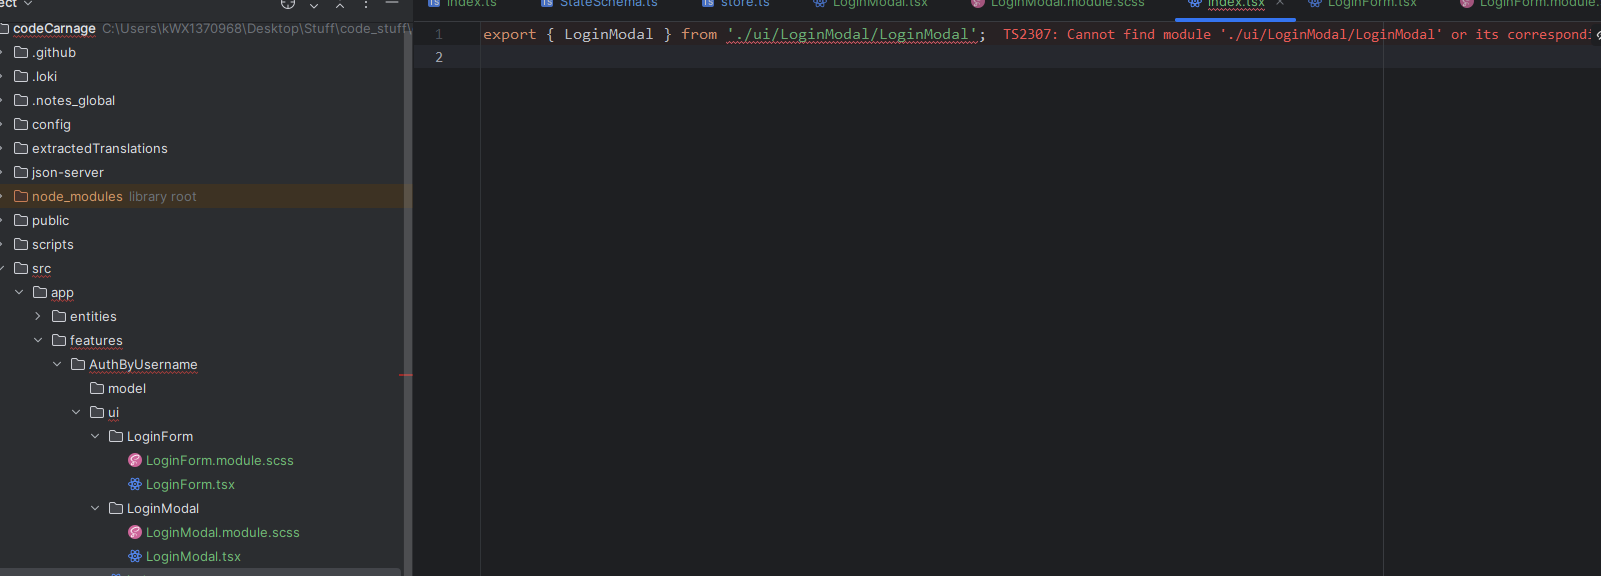 index.ts
StateSchema.ts
store.ts
LoginModal.tsx
LoginModal.module.scss
index.tsx
LoginForm.tsx
LoginForm.module.
codeCarnage C:\Users\kWX1370968\Desktop\Stuff\code_stuff\
.github
.loki
.notes_global
config
extractedTranslations
json-server
node_modules library root
public
scripts
src
app
entities
features
AuthByUsername
model
ui
LoginForm
LoginForm.module.scss
LoginForm.tsx
LoginModal
LoginModal.module.scss
LoginModal.tsx
1 export { LoginModal } from './ui/LoginModal/LoginModal'; TS2307: Cannot find module './ui/LoginModal/LoginModal' or its correspondi
2